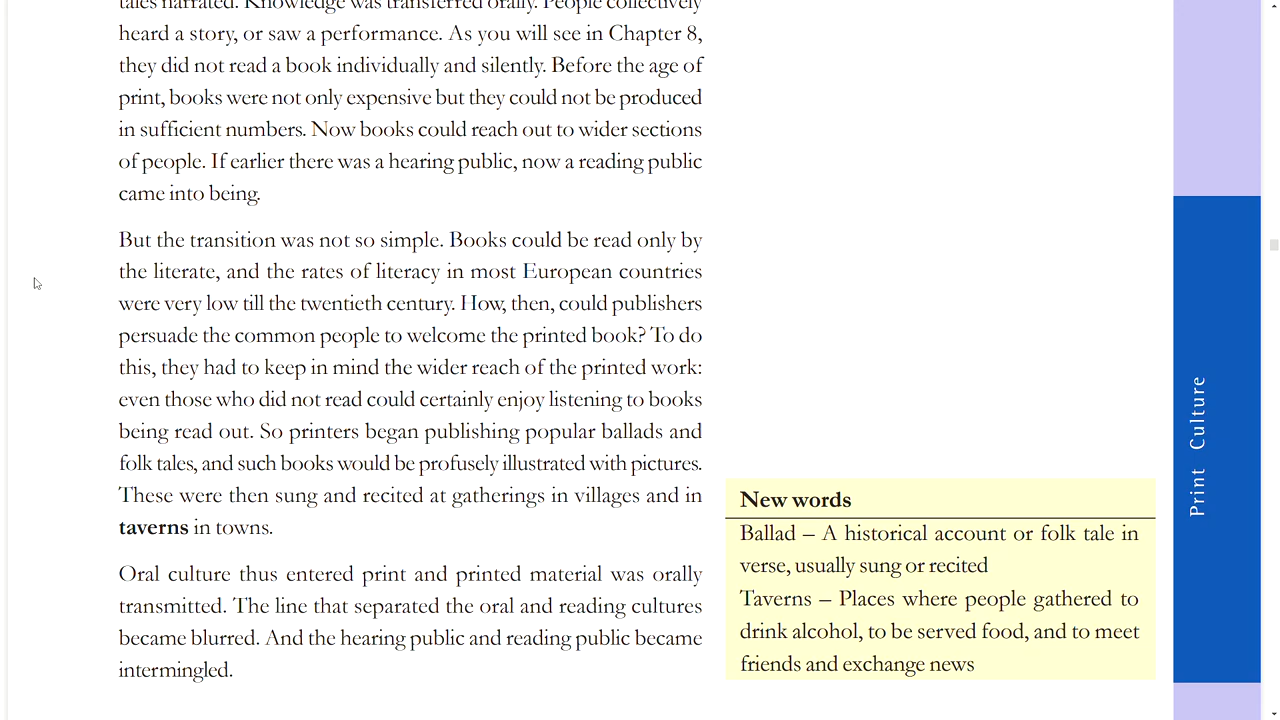 tales narrated. Knowledge was transferred orally. People collectively
heard a story, or saw a performance. As you will see in Chapter 8,
they did not read a book individually and silently. Before the age of
print, books were not only expensive but they could not be produced
in sufficient numbers. Now books could reach out to wider sections
of people. If earlier there was a hearing public, now a reading public
came into being.
But the transition was not so simple. Books could be read only by
the literate, and the rates of literacy in most European countries
were very low till the twentieth century. How, then, could publishers
persuade the common people to welcome the printed book? To do
this, they had to keep in mind the wider reach of the printed work:
even those who did not read could certainly enjoy listening to books
being read out. So printers began publishing popular ballads and
folk tales, and such books would be profusely illustrated with pictures.
These were then sung and recited at gatherings in villages and in
taverns in towns.
Oral culture thus entered print and printed material was orally
transmitted. The line that separated the oral and reading cultures
became blurred. And the hearing public and reading public became
intermingled.
New words
Ballad – A historical account or folk tale in
verse, usually sung or recited
Taverns – Places where people gathered to
drink alcohol, to be served food, and to meet
friends and exchange news
Print Culture